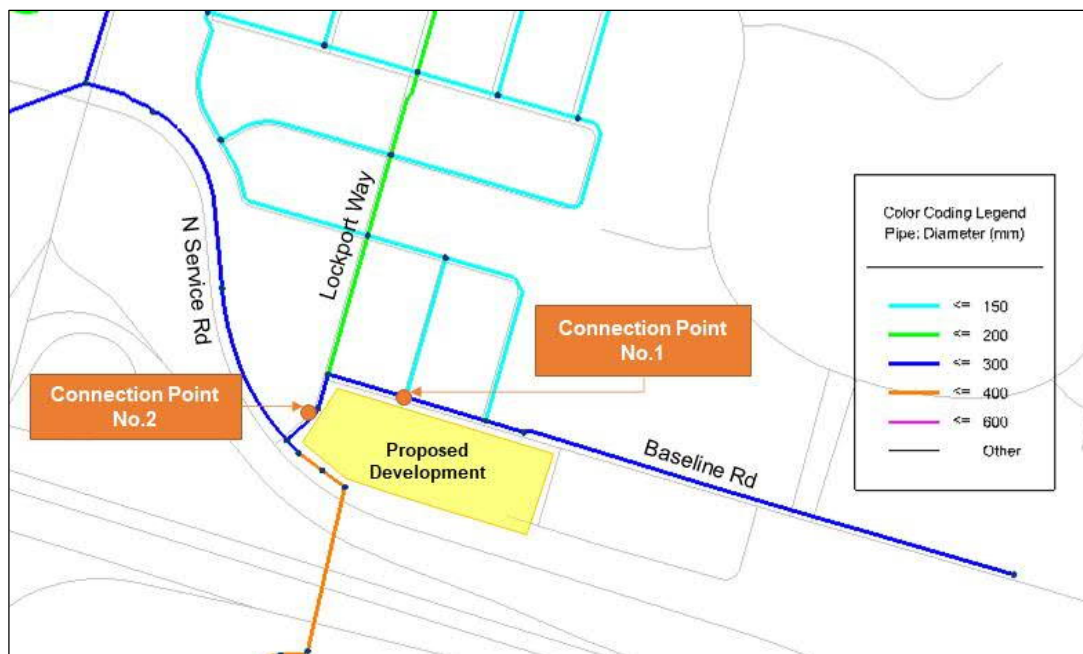 Lockport Way
N Service Rd
Connection Point
No.1
Connection Point
No.2
Proposed
Development
Baseline Rd
Color Coding Legend
Pipe: Diameter (mm)
<= 150
<= 200
<= 300
<= 400
<= 600
Other